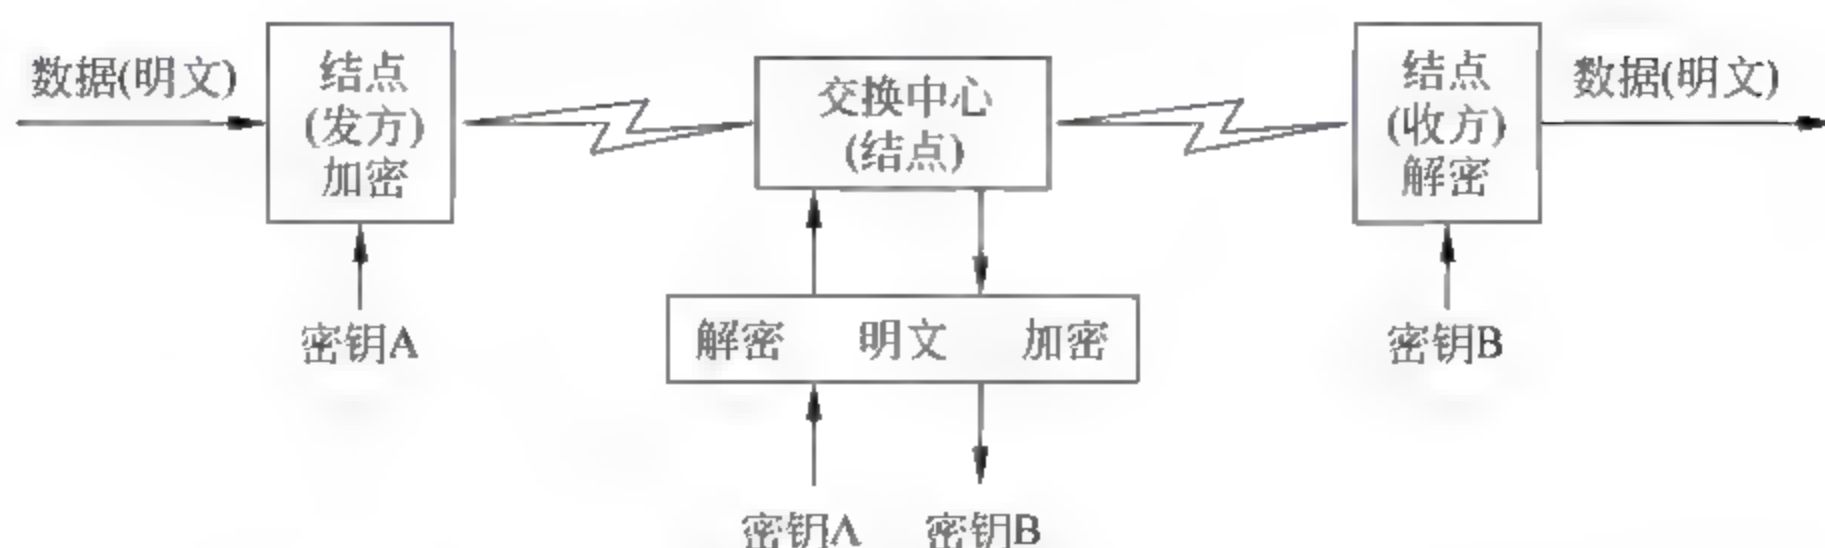 数据(明文)
结点
(发方)
加密
密钥A
交换中心
(结点)
解密 明文 加密
密钥A 密钥B
结点
(收方)
解密
密钥B
数据(明文)